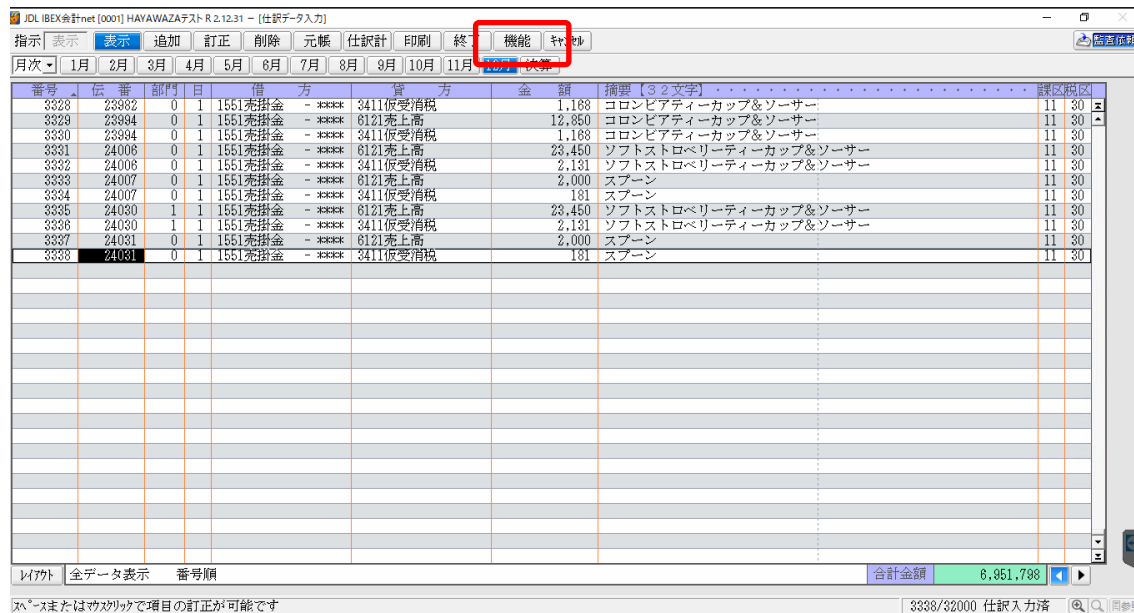 JDL IBEX会計net [0001] HAYAWAZAテスト R 2.12.31 － [仕訳データ入力]
指示 表示 表示 追加 訂正 削除 元帳 仕訳計 印刷 終了 機能 ｷｬﾝｾﾙ 監査依頼
月次 1月 2月 3月 4月 5月 6月 7月 8月 9月 10月 11月 12月 決算
番号 伝 番 部門 日 借 方 貸 方 金 額 摘要【３２文字】・・・・・・・・・・・・・・・・・・・・・・・・ 課区 税区
3328 23982 0 1 1551売掛金 - **** 3411仮受消税 1,168 コロンビアティーカップ＆ソーサー 11 30
3329 23994 0 1 1551売掛金 - **** 6121売上高 12,850 コロンビアティーカップ＆ソーサー 11 30
3330 23994 0 1 1551売掛金 - **** 3411仮受消税 1,168 コロンビアティーカップ＆ソーサー 11 30
3331 24006 0 1 1551売掛金 - **** 6121売上高 23,450 ソフトストロベリーティーカップ＆ソーサー 11 30
3332 24006 0 1 1551売掛金 - **** 3411仮受消税 2,131 ソフトストロベリーティーカップ＆ソーサー 11 30
3333 24007 0 1 1551売掛金 - **** 6121売上高 2,000 スプーン 11 30
3334 24007 0 1 1551売掛金 - **** 3411仮受消税 181 スプーン 11 30
3335 24030 1 1 1551売掛金 - **** 6121売上高 23,450 ソフトストロベリーティーカップ＆ソーサー 11 30
3336 24030 1 1 1551売掛金 - **** 3411仮受消税 2,131 ソフトストロベリーティーカップ＆ソーサー 11 30
3337 24031 0 1 1551売掛金 - **** 6121売上高 2,000 スプーン 11 30
3338 24031 0 1 1551売掛金 - **** 3411仮受消税 181 スプーン 11 30
ﾚｲｱｳﾄ 全データ表示 番号順 合計金額 6,951,798
ｽﾍﾟｰｽまたはﾏｳｽｸﾘｯｸで項目の訂正が可能です 3338/32000 仕訳入力済